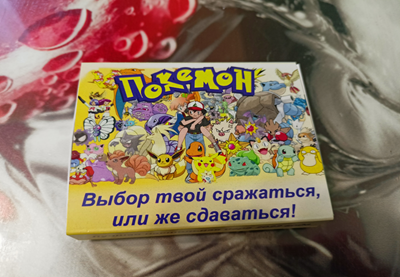 Покемон
Выбор твой сражаться,
или же сдаваться!